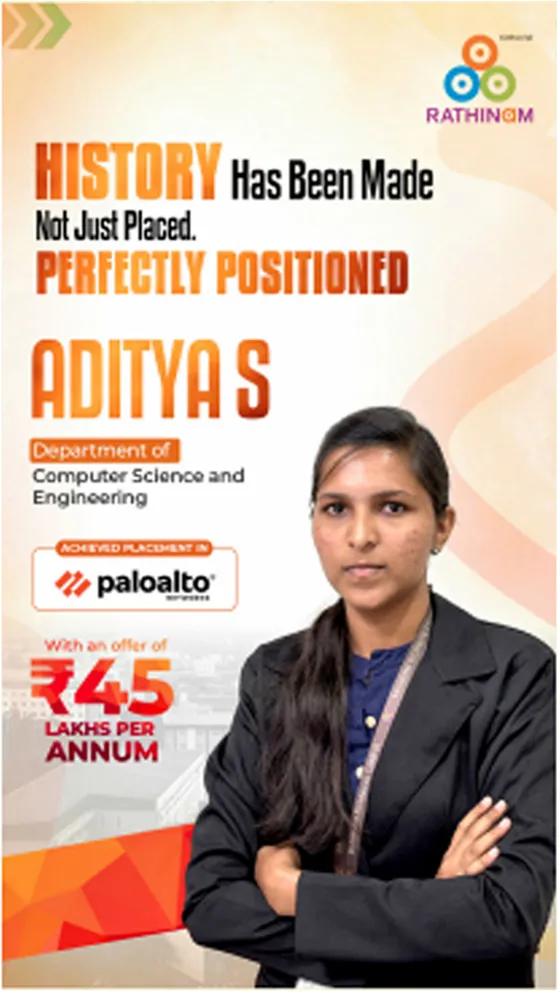 RATHINAM
HISTORY Has Been Made
Not Just Placed.
PERFECTLY POSITIONED
ADITYA S
Department of
Computer Science and
Engineering
ACHIEVED PLACEMENT IN
paloalto
NETWORKS
With an offer of
₹45
LAKHS PER
ANNUM